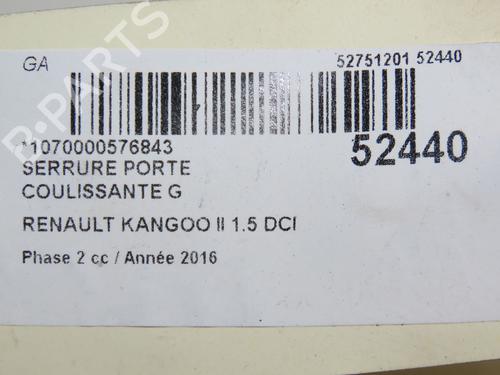 GA
52751201 52440
*1070000576843
52440
SERRURE PORTE
COULISSANTE G
RENAULT KANGOO II 1.5 DCI
Phase 2 cc / Année 2016
B-PARTS